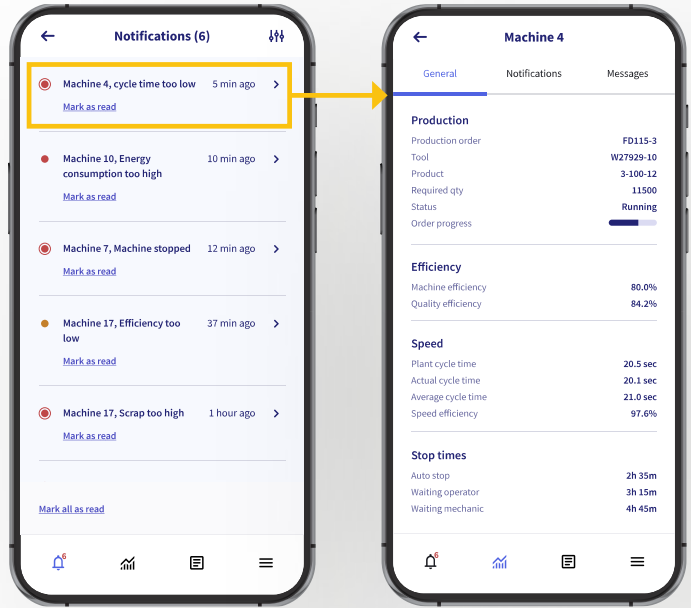 Notifications (6)
Machine 4, cycle time too low 5 min ago
Mark as read
Machine 10, Energy 10 min ago
consumption too high
Mark as read
Machine 7, Machine stopped 12 min ago
Mark as read
Machine 17, Efficiency too 37 min ago
low
Mark as read
Machine 17, Scrap too high 1 hour ago
Mark as read
Mark all as read
6
Machine 4
General Notifications Messages
Production
Production order FD115-3
Tool W27929-10
Product 3-100-12
Required qty 11500
Status Running
Order progress
Efficiency
Machine efficiency 80.0%
Quality efficiency 84.2%
Speed
Plant cycle time 20.5 sec
Actual cycle time 20.1 sec
Average cycle time 21.0 sec
Speed efficiency 97.6%
Stop times
Auto stop 2h 35m
Waiting operator 3h 15m
Waiting mechanic 4h 45m
6